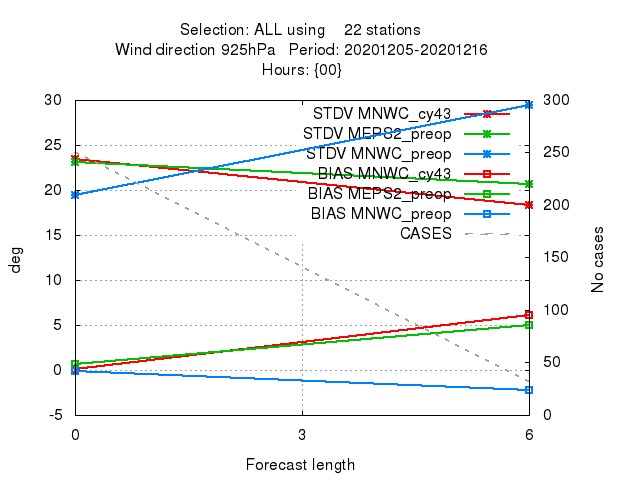 Selection: ALL using 22 stations
Wind direction 925hPa Period: 20201205-20201216
Hours: {00}
30 300
STDV MNWC_cy43
STDV MEPS2_preop
25 250
STDV MNWC_preop
BIAS MNWC_cy43
20 200
BIAS MEPS2_preop
BIAS MNWC_preop
CASES
15 150
deg
No cases
10 100
5 50
0
-5 0
0 3 6
Forecast length